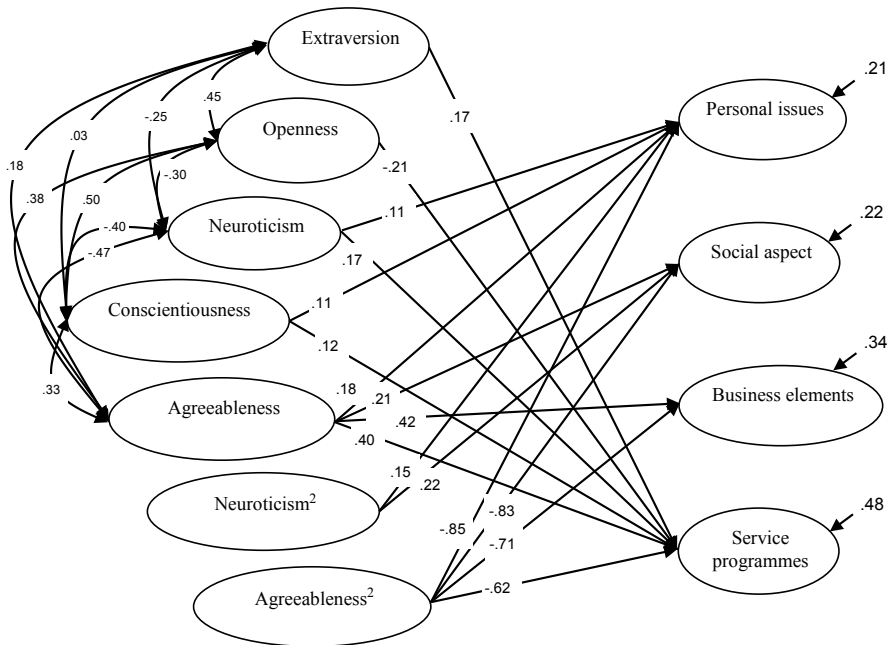 Extraversion
Openness
Neuroticism
Conscientiousness
Agreeableness
Neuroticism²
Agreeableness²
Personal issues
Social aspect
Business elements
Service
programmes
.21
.22
.34
.48
.45
-.25
.03
.18
.38
.50
-.30
-.40
-.47
.33
.17
-.21
.11
.17
.11
.12
.18
.21
.42
.40
.15
.22
-.85
-.83
-.71
-.62